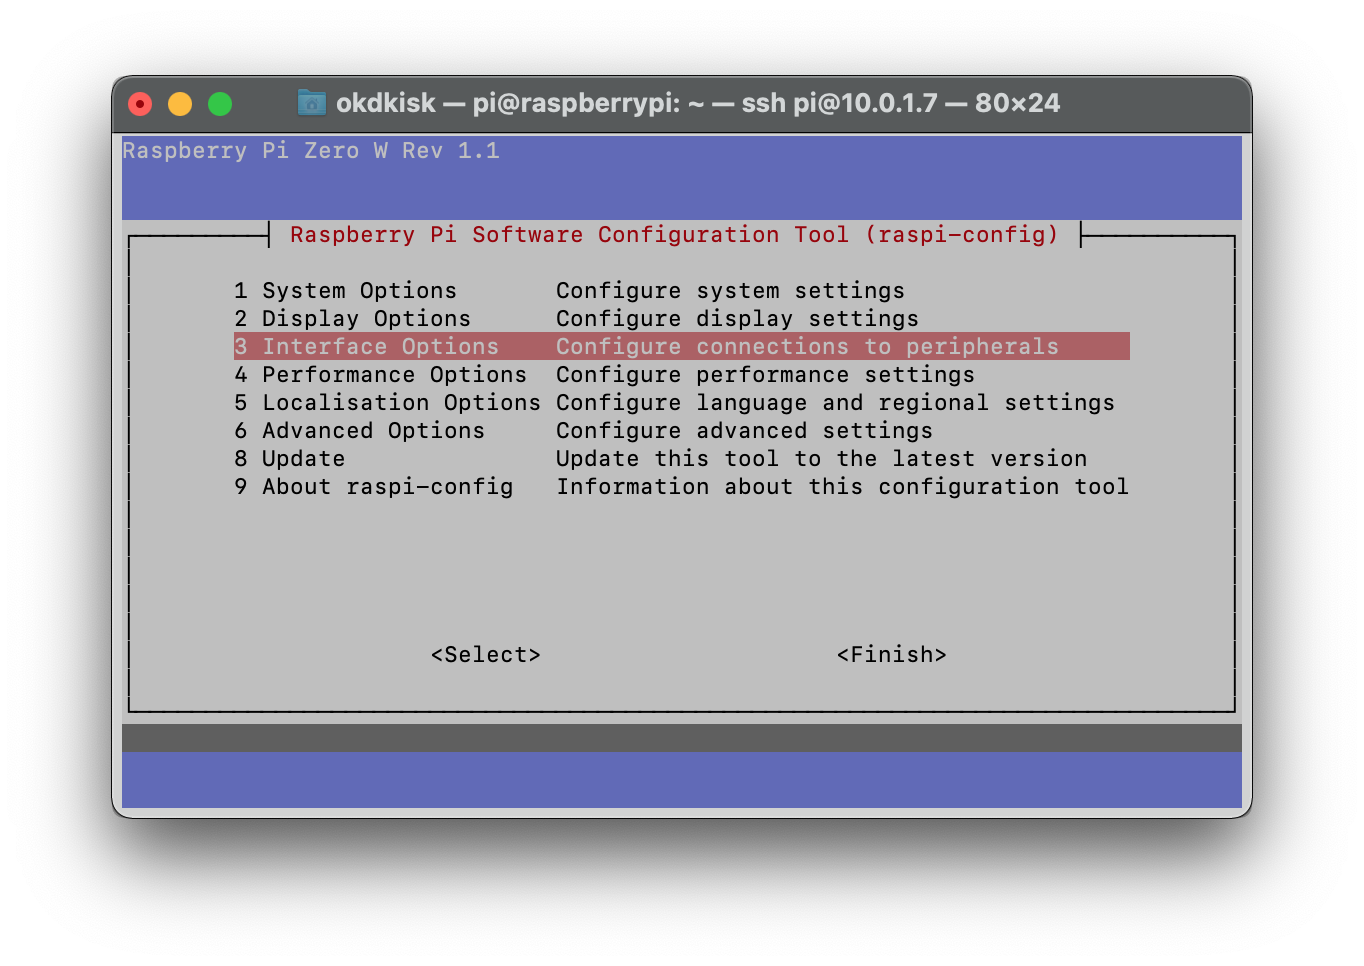 okdkisk — pi@raspberrypi: ~ — ssh pi@10.0.1.7 — 80×24
Raspberry Pi Zero W Rev 1.1
Raspberry Pi Software Configuration Tool (raspi-config)
1 System Options Configure system settings
2 Display Options Configure display settings
3 Interface Options Configure connections to peripherals
4 Performance Options Configure performance settings
5 Localisation Options Configure language and regional settings
6 Advanced Options Configure advanced settings
8 Update Update this tool to the latest version
9 About raspi-config Information about this configuration tool
<Select> <Finish>